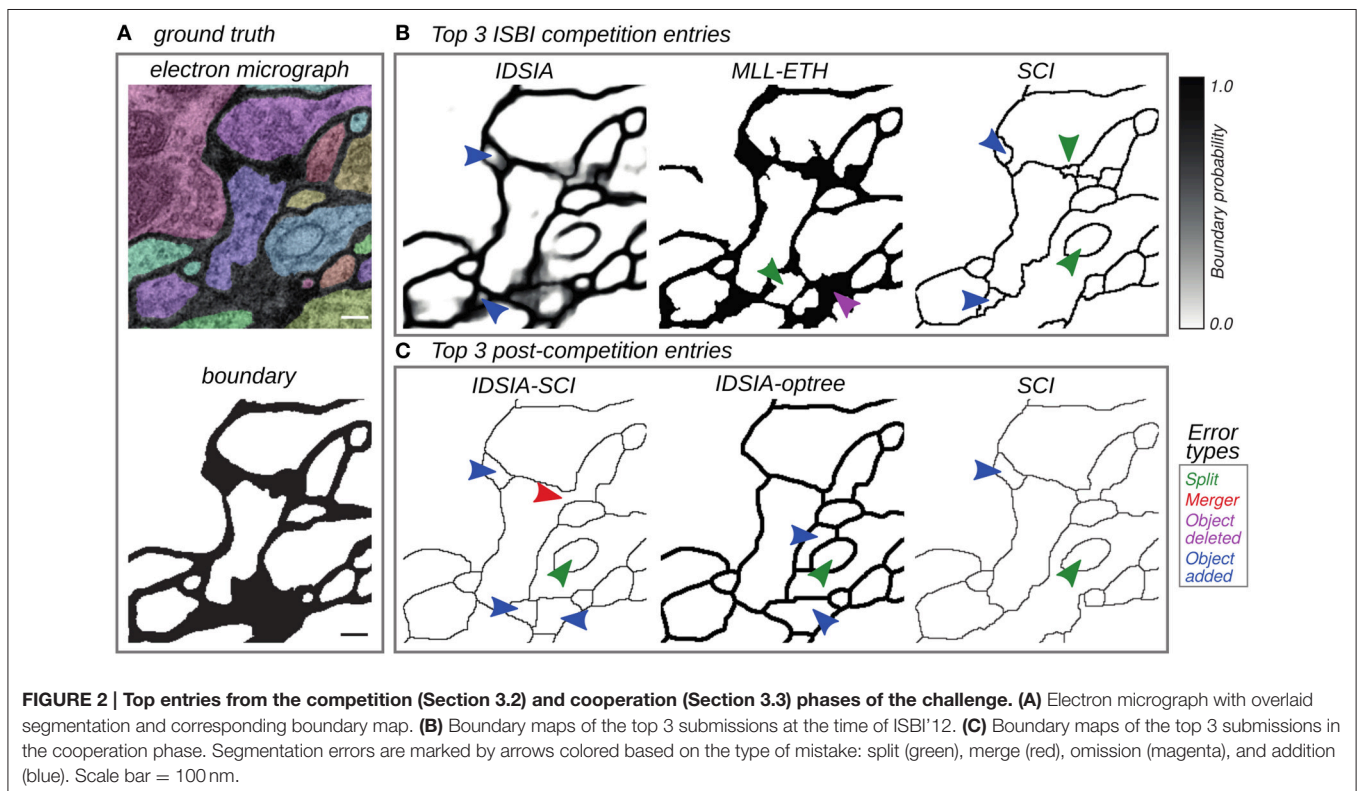 A ground truth
electron micrograph
boundary
B Top 3 ISBI competition entries
IDSIA MLL-ETH SCI
1.0
Boundary probability
0.0
C Top 3 post-competition entries
IDSIA-SCI IDSIA-optree SCI
Error
types
Split
Merger
Object
deleted
Object
added
FIGURE 2 | Top entries from the competition (Section 3.2) and cooperation (Section 3.3) phases of the challenge. (A) Electron micrograph with overlaid
segmentation and corresponding boundary map. (B) Boundary maps of the top 3 submissions at the time of ISBI'12. (C) Boundary maps of the top 3 submissions in
the cooperation phase. Segmentation errors are marked by arrows colored based on the type of mistake: split (green), merge (red), omission (magenta), and addition
(blue). Scale bar = 100 nm.